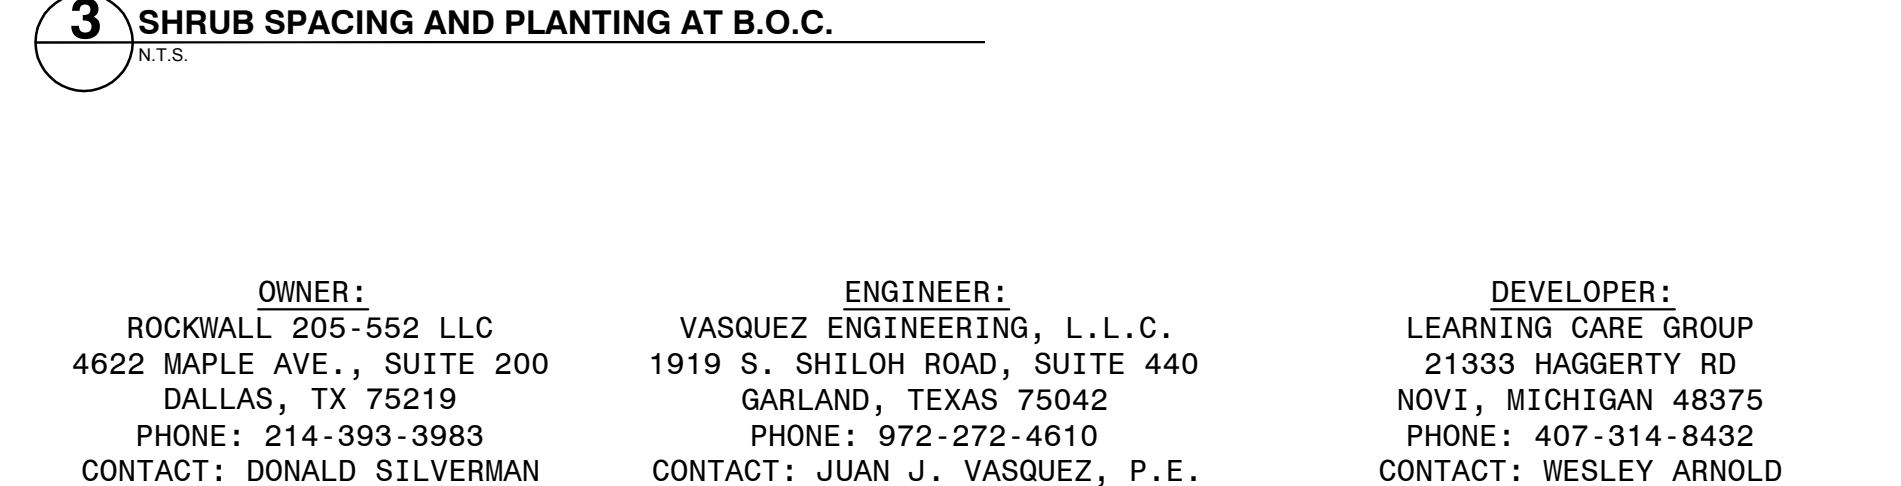 3 SHRUB SPACING AND PLANTING AT B.O.C.
N.T.S.
OWNER:
ROCKWALL 205-552 LLC
4622 MAPLE AVE., SUITE 200
DALLAS, TX 75219
PHONE: 214-393-3983
CONTACT: DONALD SILVERMAN
ENGINEER:
VASQUEZ ENGINEERING, L.L.C.
1919 S. SHILOH ROAD, SUITE 440
GARLAND, TEXAS 75042
PHONE: 972-272-4610
CONTACT: JUAN J. VASQUEZ, P.E.
DEVELOPER:
LEARNING CARE GROUP
21333 HAGGERTY RD
NOVI, MICHIGAN 48375
PHONE: 407-314-8432
CONTACT: WESLEY ARNOLD